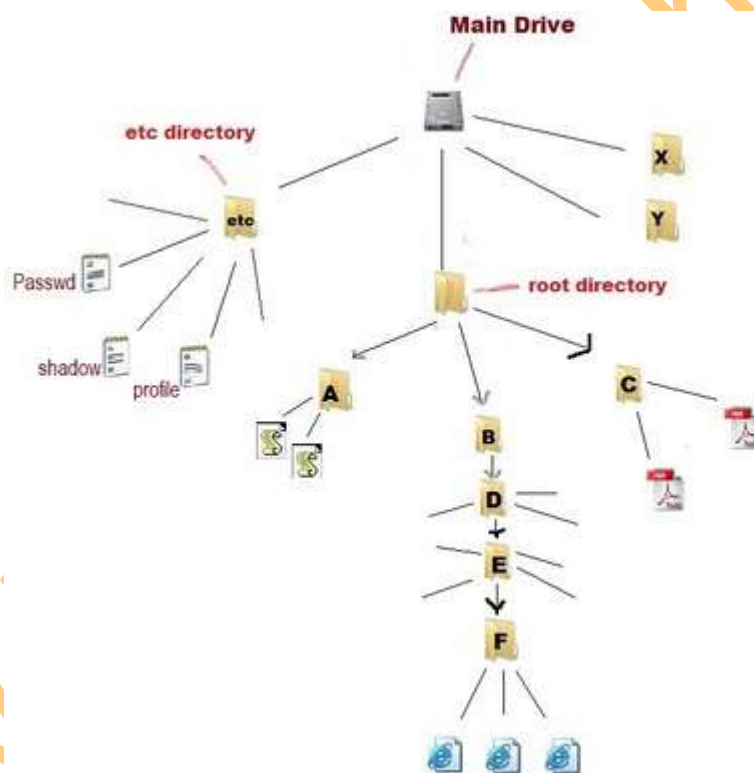 Main Drive
etc directory
X
etc
Y
Passwd
root directory
shadow
profile
A
C
B
D
E
F